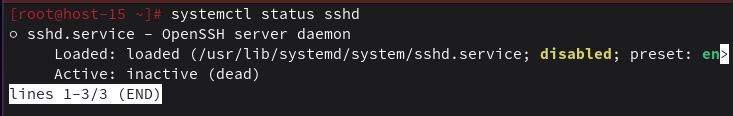 [root@host-15 ~]# systemctl status sshd
○ sshd.service - OpenSSH server daemon
     Loaded: loaded (/usr/lib/systemd/system/sshd.service; disabled; preset: en>
     Active: inactive (dead)
lines 1-3/3 (END)